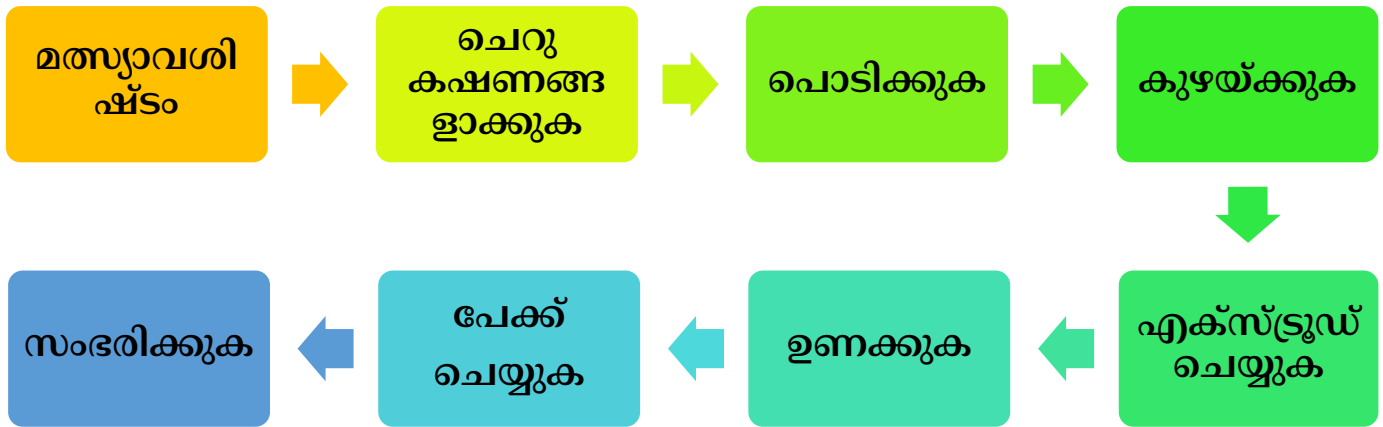 മത്സ്യാവശി
ഷ്ടം
ചെറു
കഷണങ്ങ
ളാക്കുക
പൊടിക്കുക
കുഴയ്ക്കുക
എക്സ്ട്രൂഡ്
ചെയ്യുക
ഉണക്കുക
പേക്ക്
ചെയ്യുക
സംഭരിക്കുക